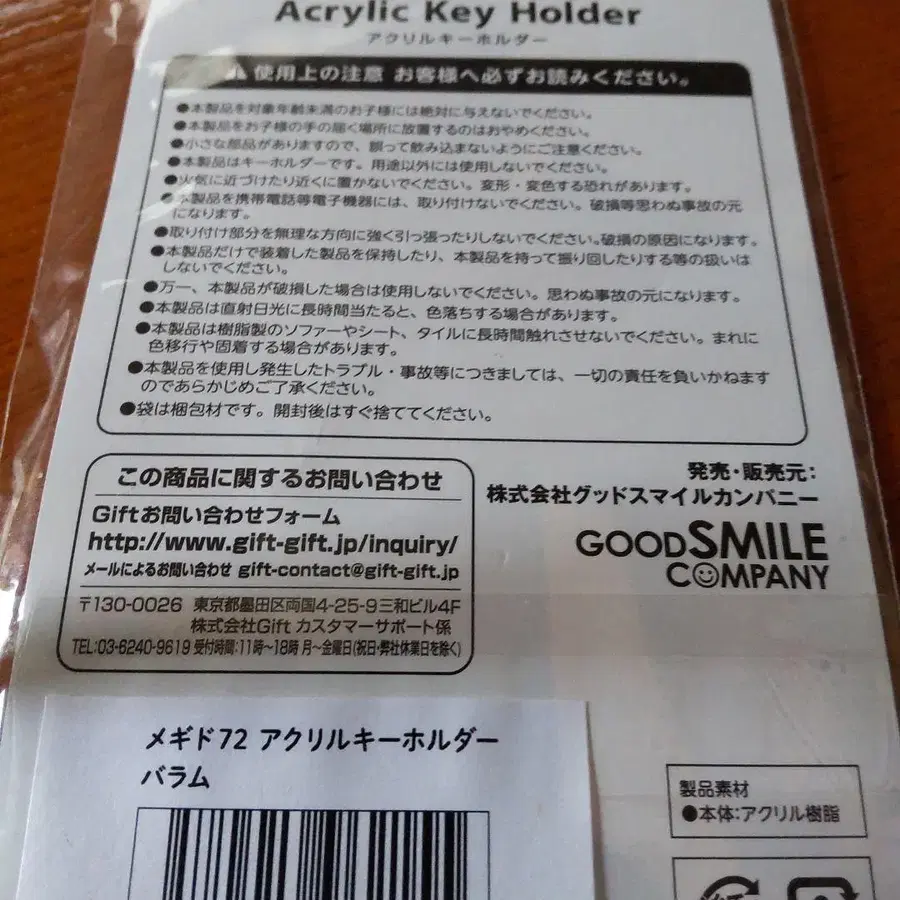 Acrylic Key Holder
アクリルキーホルダー
使用上の注意 お客様へ必ずお読みください。
●本製品を対象年齢未満のお子様には絶対に与えないでください。
●本製品をお子様の手の届く場所に放置するのはおやめください。
●小さな部品がありますので、誤って飲み込まないようにご注意ください。
●本製品はキーホルダーです。用途以外には使用しないでください。
●火気に近づけたり近くに置かないでください。変形・変色する恐れがあります。
●本製品を携帯電話等電子機器には、取り付けないでください。破損等思わぬ事故の元
になります。
●取り付け部分を無理な方向に強く引っ張ったりしないでください。破損の原因になります。
●本製品だけで装着した製品を保持したり、本製品を持って振り回したりする等の扱いは
しないでください。
●万一、本製品が破損した場合は使用しないでください。思わぬ事故の元になります。
●本製品は直射日光に長時間当たると、色落ちする場合があります。
●本製品は樹脂製のソファーやシート、タイルに長時間触れさせないでください。まれに
色移行や固着する場合があります。
●本製品を使用し発生したトラブル・事故等につきましては、一切の責任を負いかねます
のであらかじめご了承ください。
●袋は梱包材です。開封後はすぐ捨ててください。
この商品に関するお問い合わせ
Giftお問い合わせフォーム
http://www.gift-gift.jp/inquiry/
メールによるお問い合わせ gift-contact@gift-gift.jp
〒130-0026 東京都墨田区両国4-25-9三和ビル4F
株式会社Gift カスタマーサポート係
TEL:03-6240-9619 受付時間:11時~18時 月~金曜日(祝日・弊社休業日を除く)
発売・販売元:
株式会社グッドスマイルカンパニー
GOOD SMILE
COMPANY
メギド72 アクリルキーホルダー
バラム
製品素材
●本体:アクリル樹脂